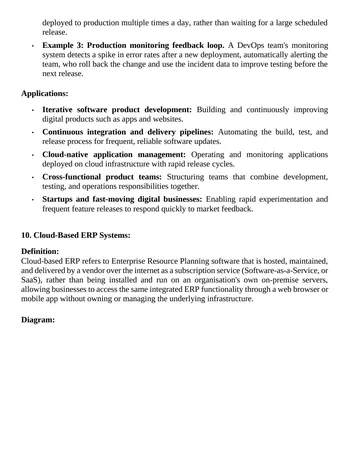 deployed to production multiple times a day, rather than waiting for a large scheduled
release.
• Example 3: Production monitoring feedback loop. A DevOps team's monitoring
system detects a spike in error rates after a new deployment, automatically alerting the
team, who roll back the change and use the incident data to improve testing before the
next release.
Applications:
• Iterative software product development: Building and continuously improving
digital products such as apps and websites.
• Continuous integration and delivery pipelines: Automating the build, test, and
release process for frequent, reliable software updates.
• Cloud-native application management: Operating and monitoring applications
deployed on cloud infrastructure with rapid release cycles.
• Cross-functional product teams: Structuring teams that combine development,
testing, and operations responsibilities together.
• Startups and fast-moving digital businesses: Enabling rapid experimentation and
frequent feature releases to respond quickly to market feedback.
10. Cloud-Based ERP Systems:
Definition:
Cloud-based ERP refers to Enterprise Resource Planning software that is hosted, maintained,
and delivered by a vendor over the internet as a subscription service (Software-as-a-Service, or
SaaS), rather than being installed and run on an organisation's own on-premise servers,
allowing businesses to access the same integrated ERP functionality through a web browser or
mobile app without owning or managing the underlying infrastructure.
Diagram: